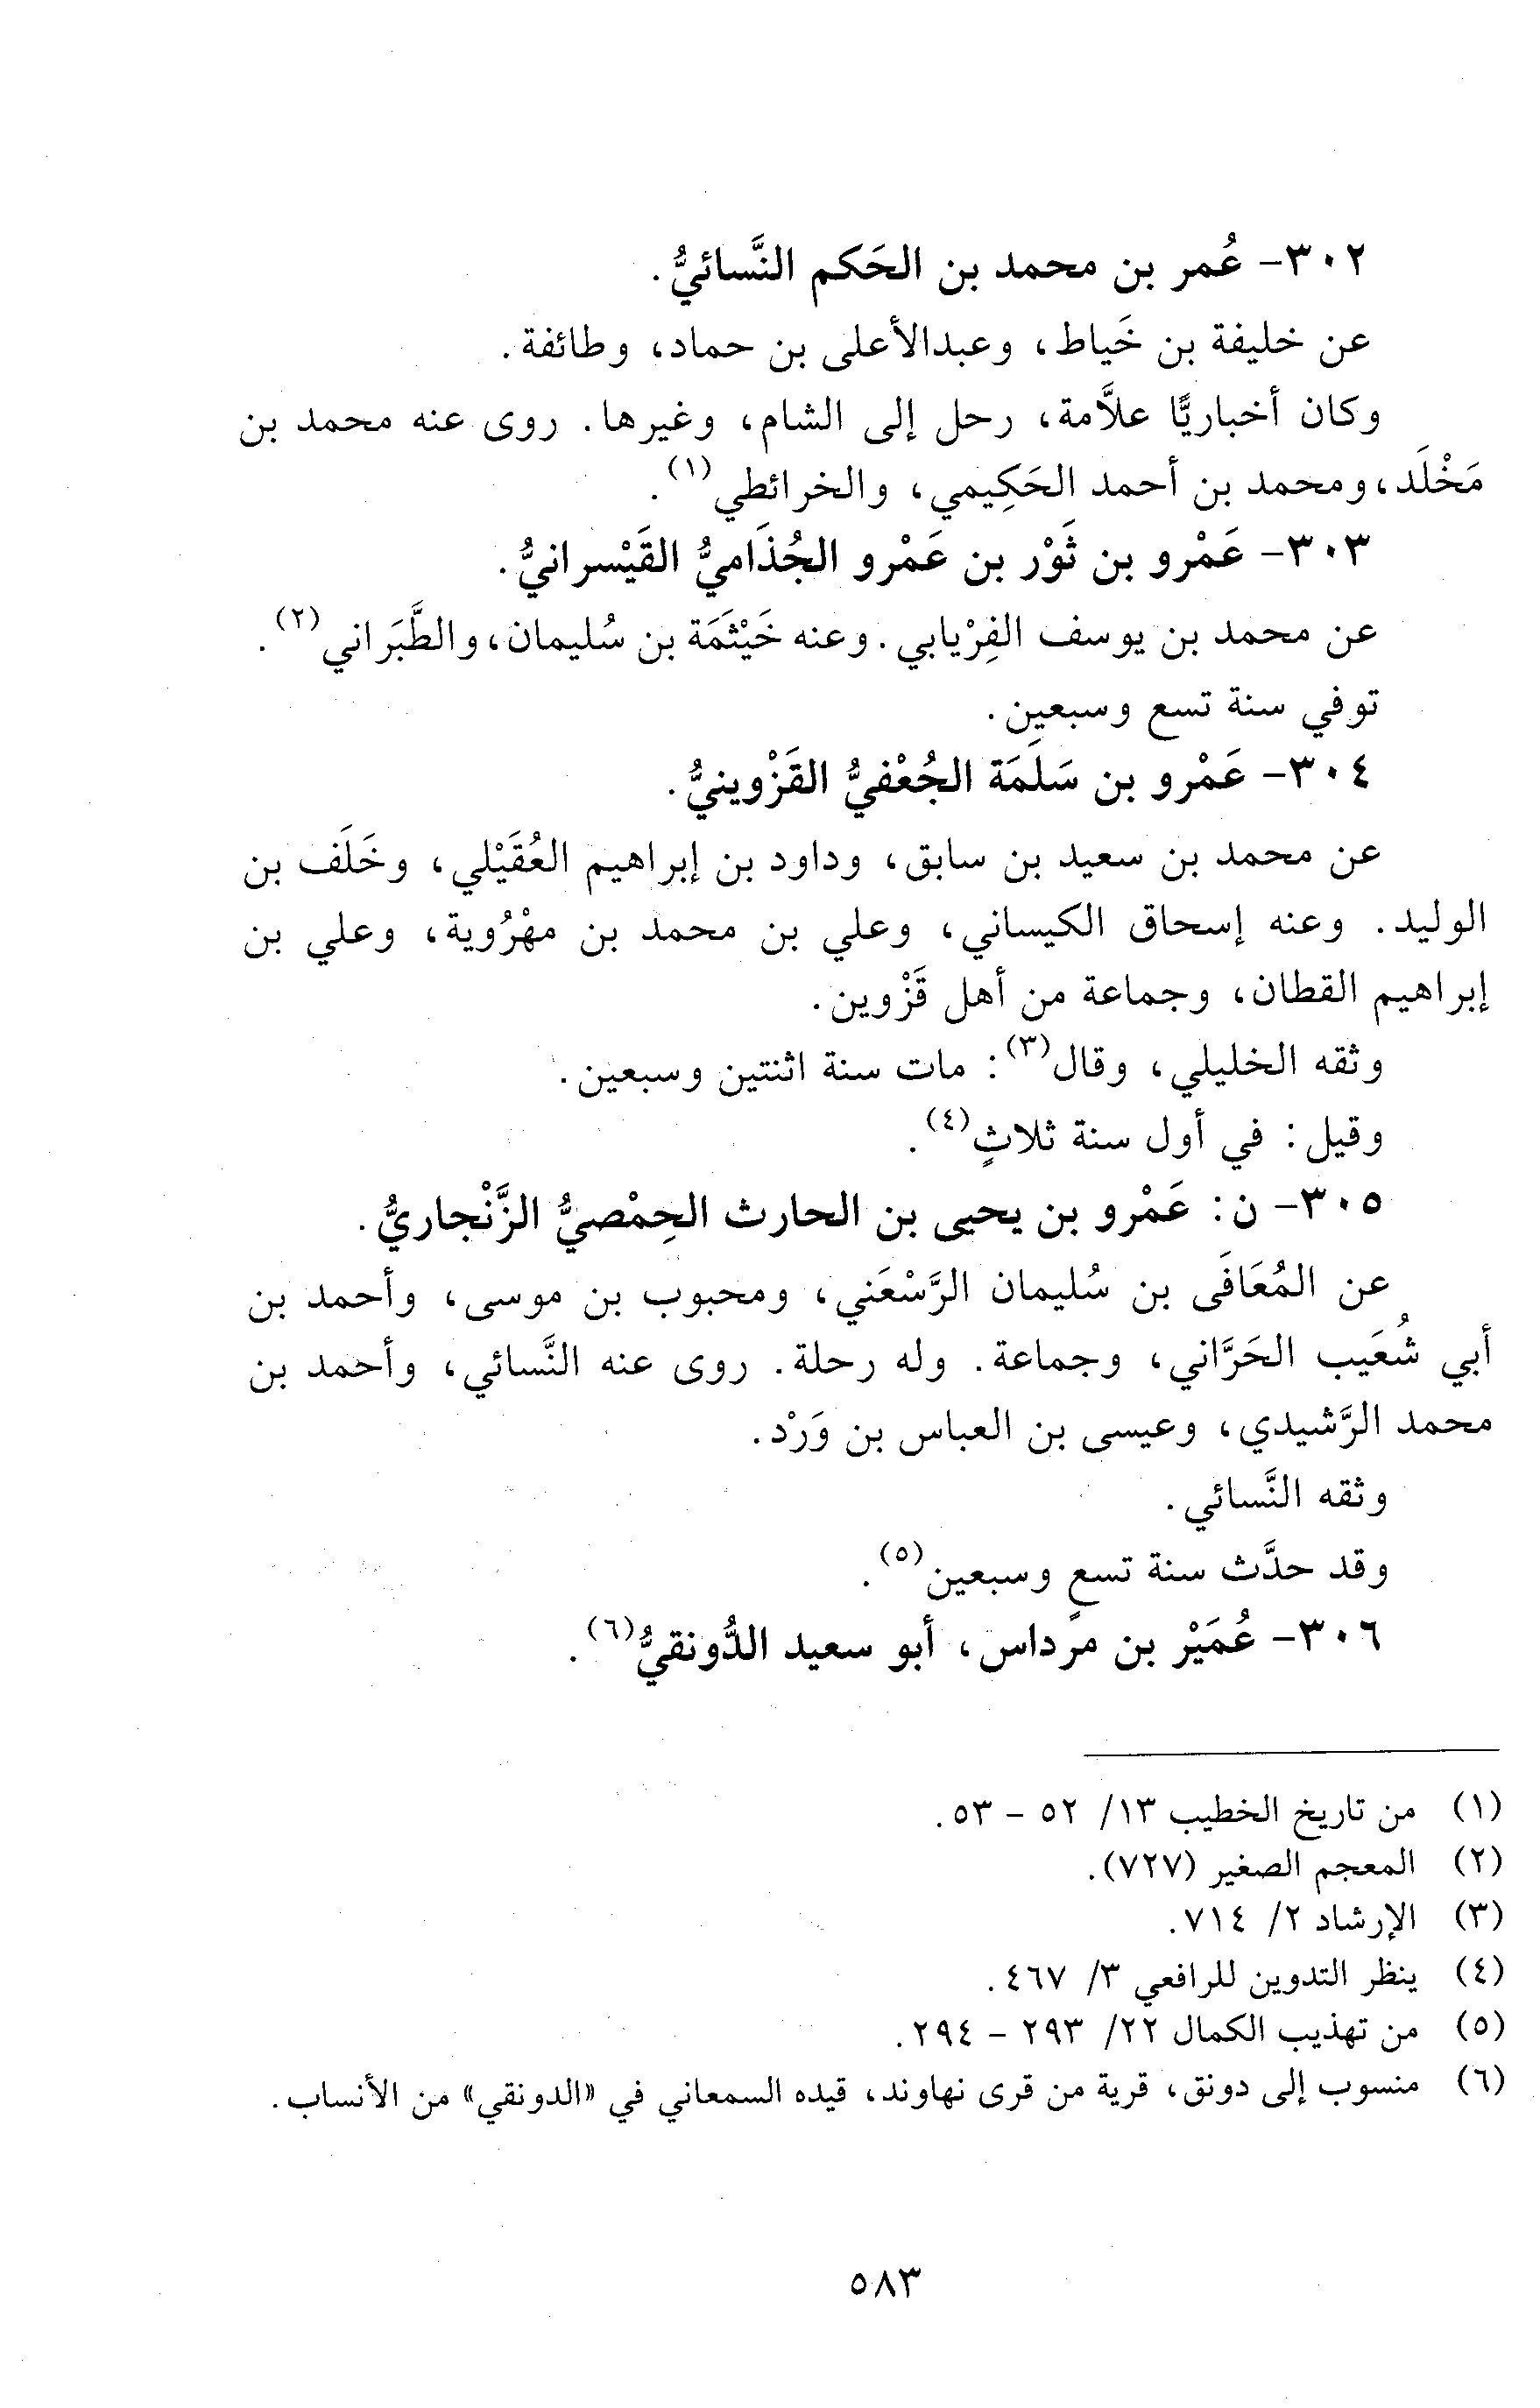 ٣٠٢- عُمر بن محمد بن الحَكم النَّسائيُّ.
عن خليفة بن خَياط، وعبدالأعلى بن حماد، وطائفة.
وكان أخباريًّا علاَّمة، رحل إلى الشام، وغيرها. روى عنه محمد بن
مَخْلَد، ومحمد بن أحمد الحَكِيمي، والخرائطي(١).
٣٠٣- عَمْرو بن ثَوْر بن عَمْرو الجُذَاميُّ القَيْسرانيُّ.
عن محمد بن يوسف الفِرْيابي. وعنه خَيْثَمَة بن سُليمان، والطَّبَراني(٢).
توفي سنة تسع وسبعين.
٣٠٤- عَمْرو بن سَلَمَة الجُعْفيُّ القَزْوينيُّ.
عن محمد بن سعيد بن سابق، وداود بن إبراهيم العُقَيْلي، وخَلَف بن
الوليد. وعنه إسحاق الكيساني، وعلي بن محمد بن مهْرُوية، وعلي بن
إبراهيم القطان، وجماعة من أهل قَزْوين.
وثقه الخليلي، وقال(٣): مات سنة اثنتين وسبعين.
وقيل: في أول سنة ثلاثٍ(٤).
٣٠٥- ن: عَمْرو بن يحيى بن الحارث الحِمْصيُّ الزَّنْجاريُّ.
عن المُعَافَى بن سُليمان الرَّسْعَني، ومحبوب بن موسى، وأحمد بن
أبي شُعَيب الحَرَّاني، وجماعة. وله رحلة. روى عنه النَّسائي، وأحمد بن
محمد الرَّشيدي، وعيسى بن العباس بن وَرْد.
وثقه النَّسائي.
وقد حدَّث سنة تسعٍ وسبعين(٥).
٣٠٦- عُمَيْر بن مرداس، أبو سعيد الدُّونقيُّ(٦).
(١) من تاريخ الخطيب ١٣/ ٥٢ - ٥٣.
(٢) المعجم الصغير (٧٢٧).
(٣) الإرشاد ٢/ ٧١٤.
(٤) ينظر التدوين للرافعي ٣/ ٤٦٧.
(٥) من تهذيب الكمال ٢٢/ ٢٩٣ - ٢٩٤.
(٦) منسوب إلى دونق، قرية من قرى نهاوند، قيده السمعاني في «الدونقي» من الأنساب.
٥٨٣